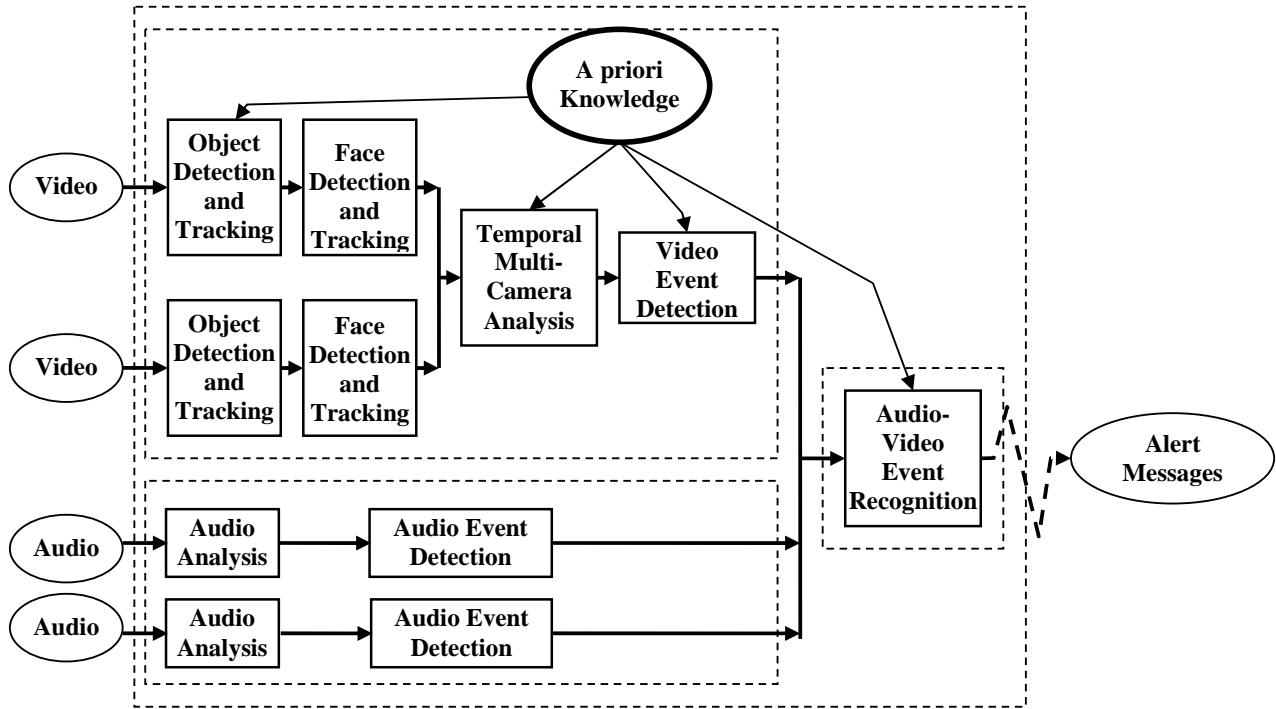 A priori
Knowledge
Video
Object
Detection
and
Tracking
Face
Detection
and
Tracking
Temporal
Multi-
Camera
Analysis
Video
Event
Detection
Video
Object
Detection
and
Tracking
Face
Detection
and
Tracking
Audio-
Video
Event
Recognition
Alert
Messages
Audio
Audio
Analysis
Audio Event
Detection
Audio
Audio
Analysis
Audio Event
Detection